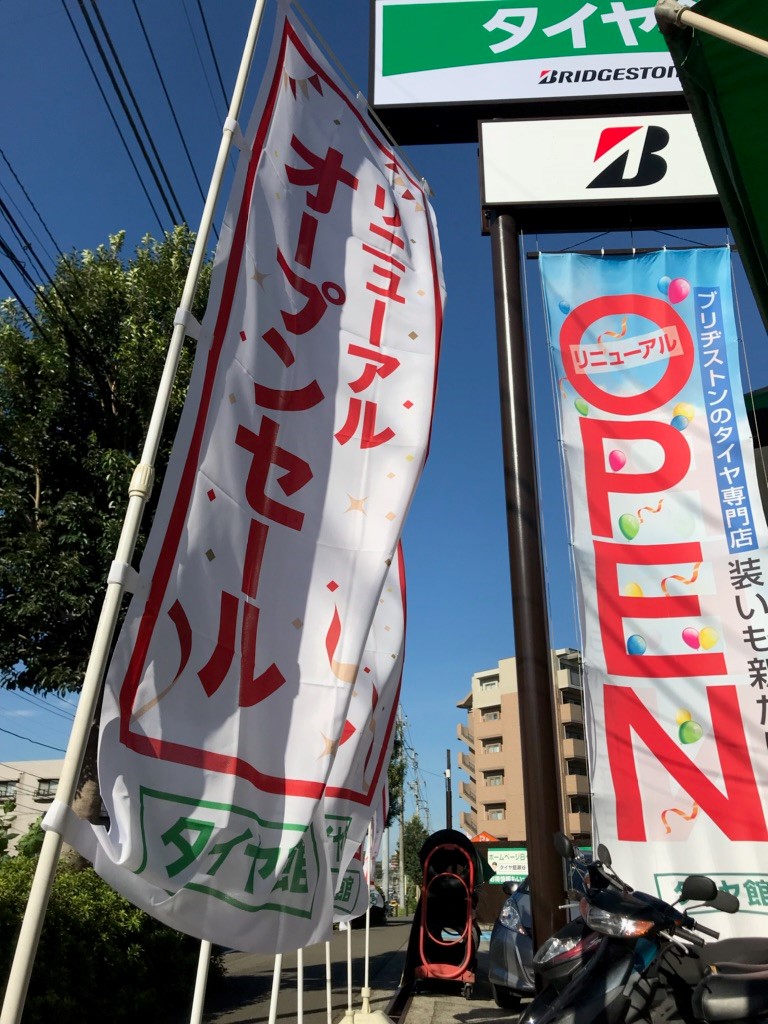 タイヤ
BRIDGESTON
B
リニューアル
オープンセール
タイヤ館
リニューアル
OPEN
ブリヂストンのタイヤ専門店
装いも新た
タイヤ館